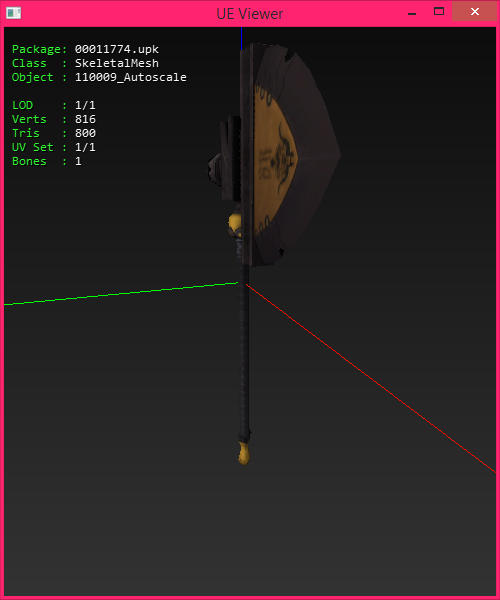 UE Viewer
Package: 00011774.upk
Class  : SkeletalMesh
Object : 110009_Autoscale
LOD    : 1/1
Verts  : 816
Tris   : 800
UV Set : 1/1
Bones  : 1